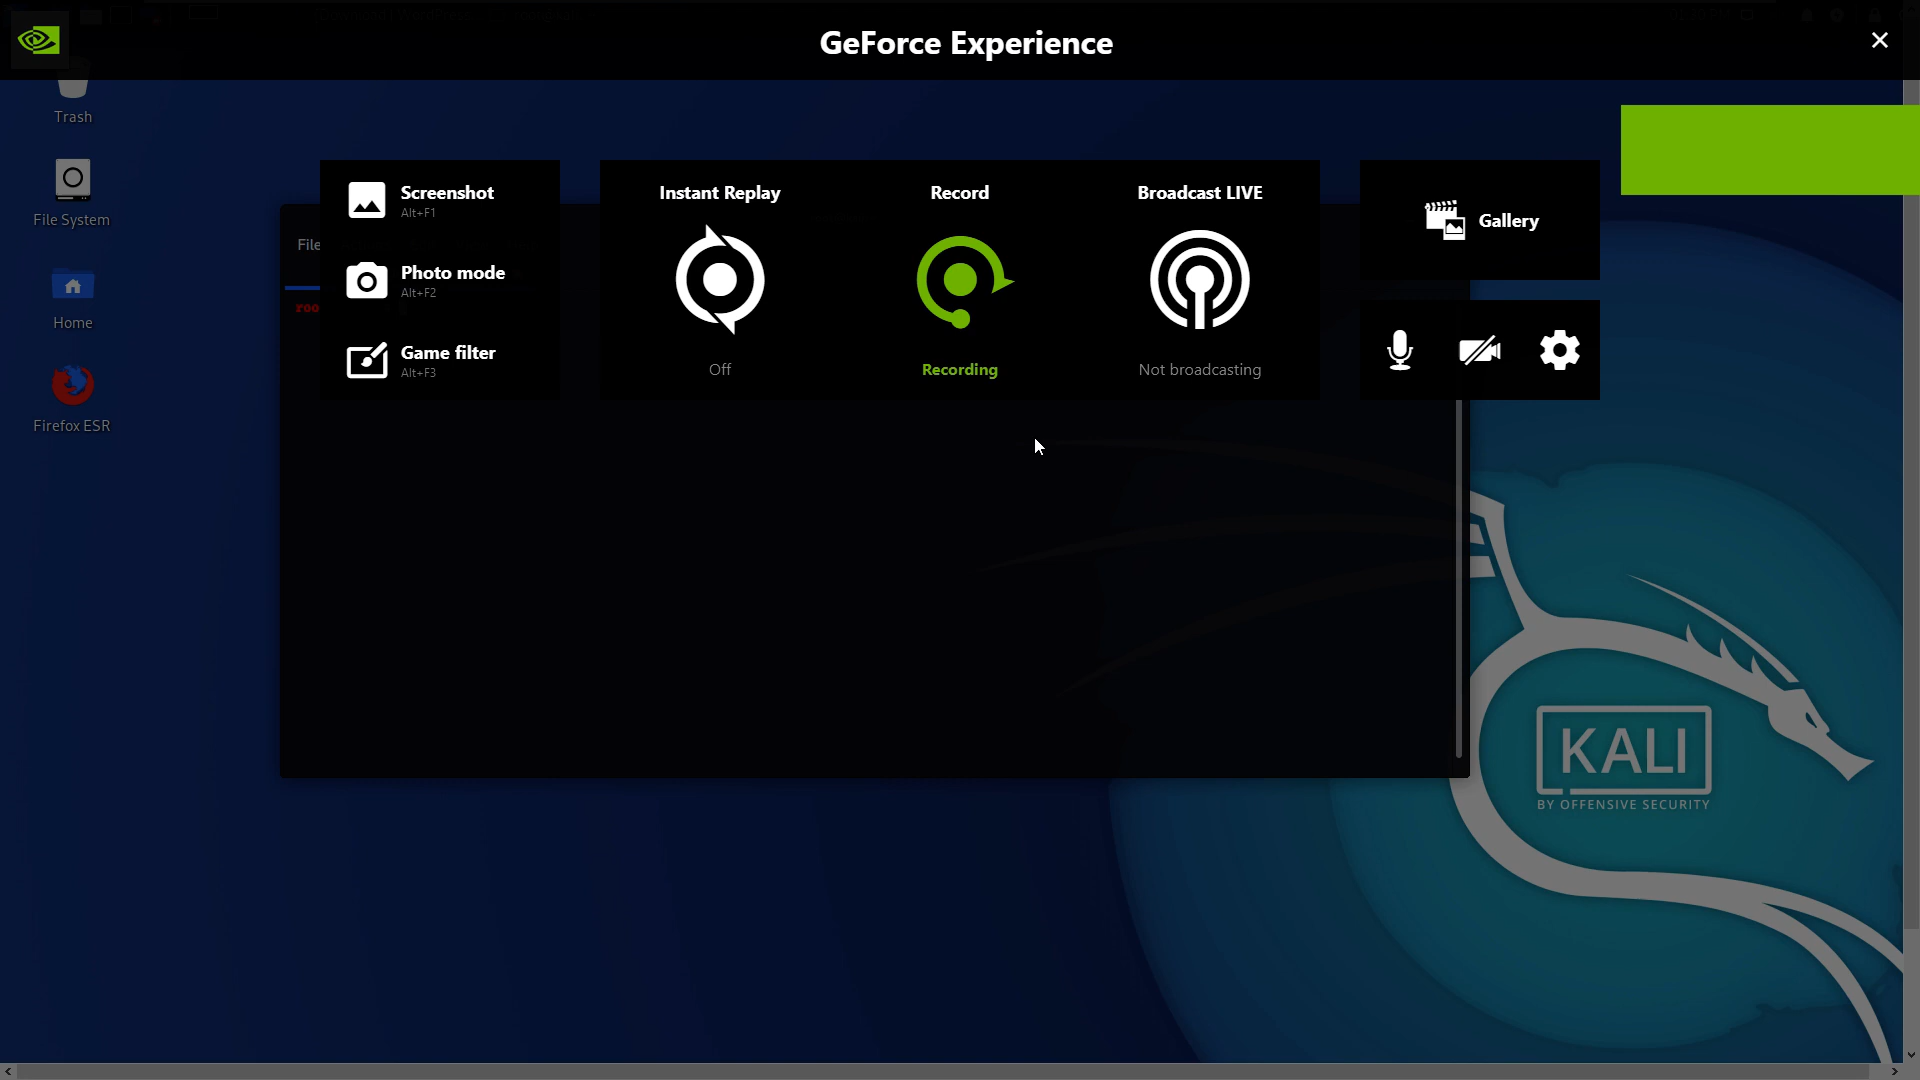 GeForce Experience
Trash
File System
Home
Firefox ESR
File
Screenshot
Alt+F1
Photo mode
Alt+F2
Game filter
Alt+F3
Instant Replay
Off
Record
Recording
Broadcast LIVE
Not broadcasting
Gallery
KALI
BY OFFENSIVE SECURITY